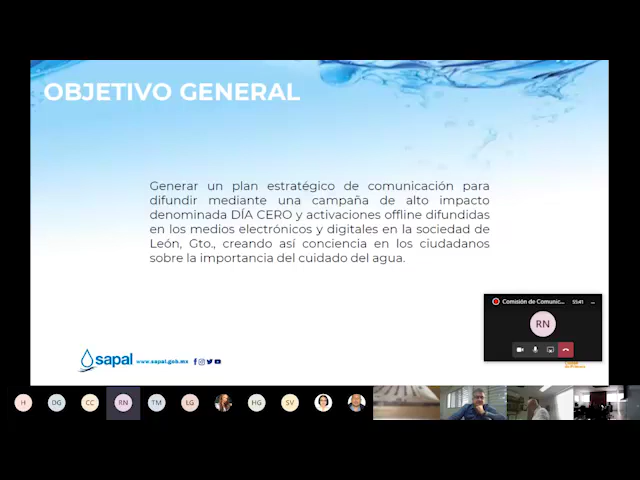 OBJETIVO GENERAL
Generar un plan estratégico de comunicación para
difundir mediante una campaña de alto impacto
denominada DÍA CERO y activaciones offline difundidas
en los medios electrónicos y digitales en la sociedad de
León, Gto., creando así conciencia en los ciudadanos
sobre la importancia del cuidado del agua.
Comisión de Comunic... 55:41 ...
RN
sapal www.sapal.gob.mx
H DG CC RN TM LG HG SV